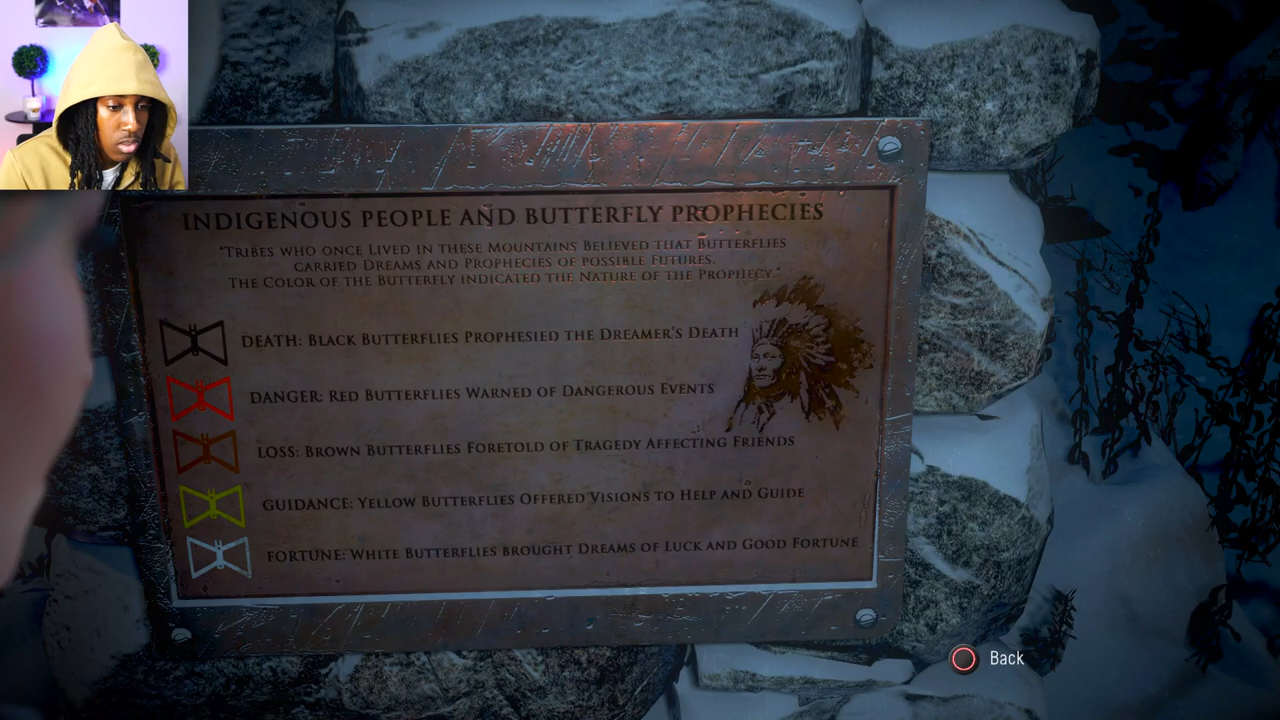 INDIGENOUS PEOPLE AND BUTTERFLY PROPHECIES
"TRIBES WHO ONCE LIVED IN THESE MOUNTAINS BELIEVED THAT BUTTERFLIES
CARRIED DREAMS AND PROPHECIES OF POSSIBLE FUTURES.
THE COLOR OF THE BUTTERFLY INDICATED THE NATURE OF THE PROPHECY."
DEATH: BLACK BUTTERFLIES PROPHESIED THE DREAMER'S DEATH
DANGER: RED BUTTERFLIES WARNED OF DANGEROUS EVENTS
LOSS: BROWN BUTTERFLIES FORETOLD OF TRAGEDY AFFECTING FRIENDS
GUIDANCE: YELLOW BUTTERFLIES OFFERED VISIONS TO HELP AND GUIDE
FORTUNE: WHITE BUTTERFLIES BROUGHT DREAMS OF LUCK AND GOOD FORTUNE
Back